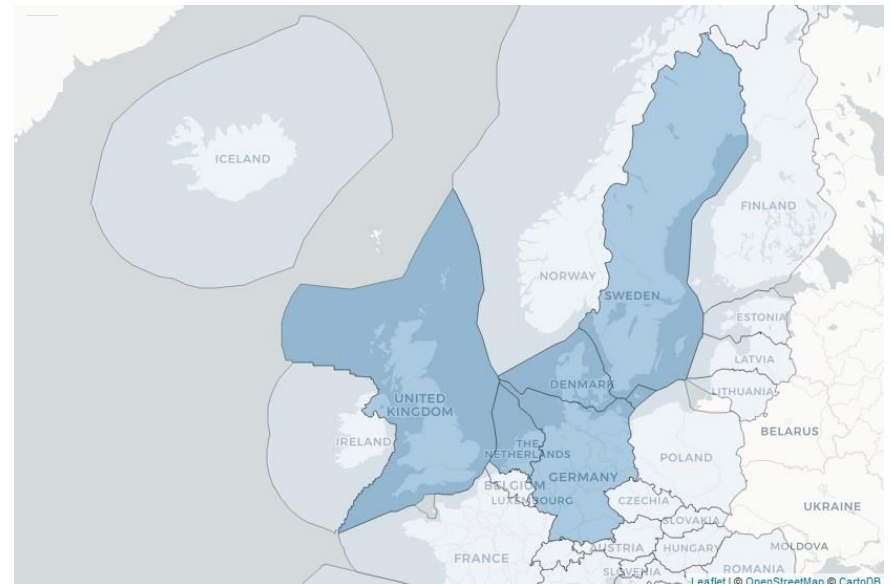 ICELAND
FINLAND
NORWAY
SWEDEN
ESTONIA
LATVIA
DENMARK
LITHUANIA
UNITED
KINGDOM
BELARUS
IRELAND
THE
NETHERLANDS
POLAND
GERMANY
BELGIUM
LUXEMBOURG
CZECHIA
UKRAINE
SLOVAKIA
AUSTRIA
HUNGARY
MOLDOVA
FRANCE
SLOVENIA
ROMANIA
Leaflet | © OpenStreetMap © CartoDB